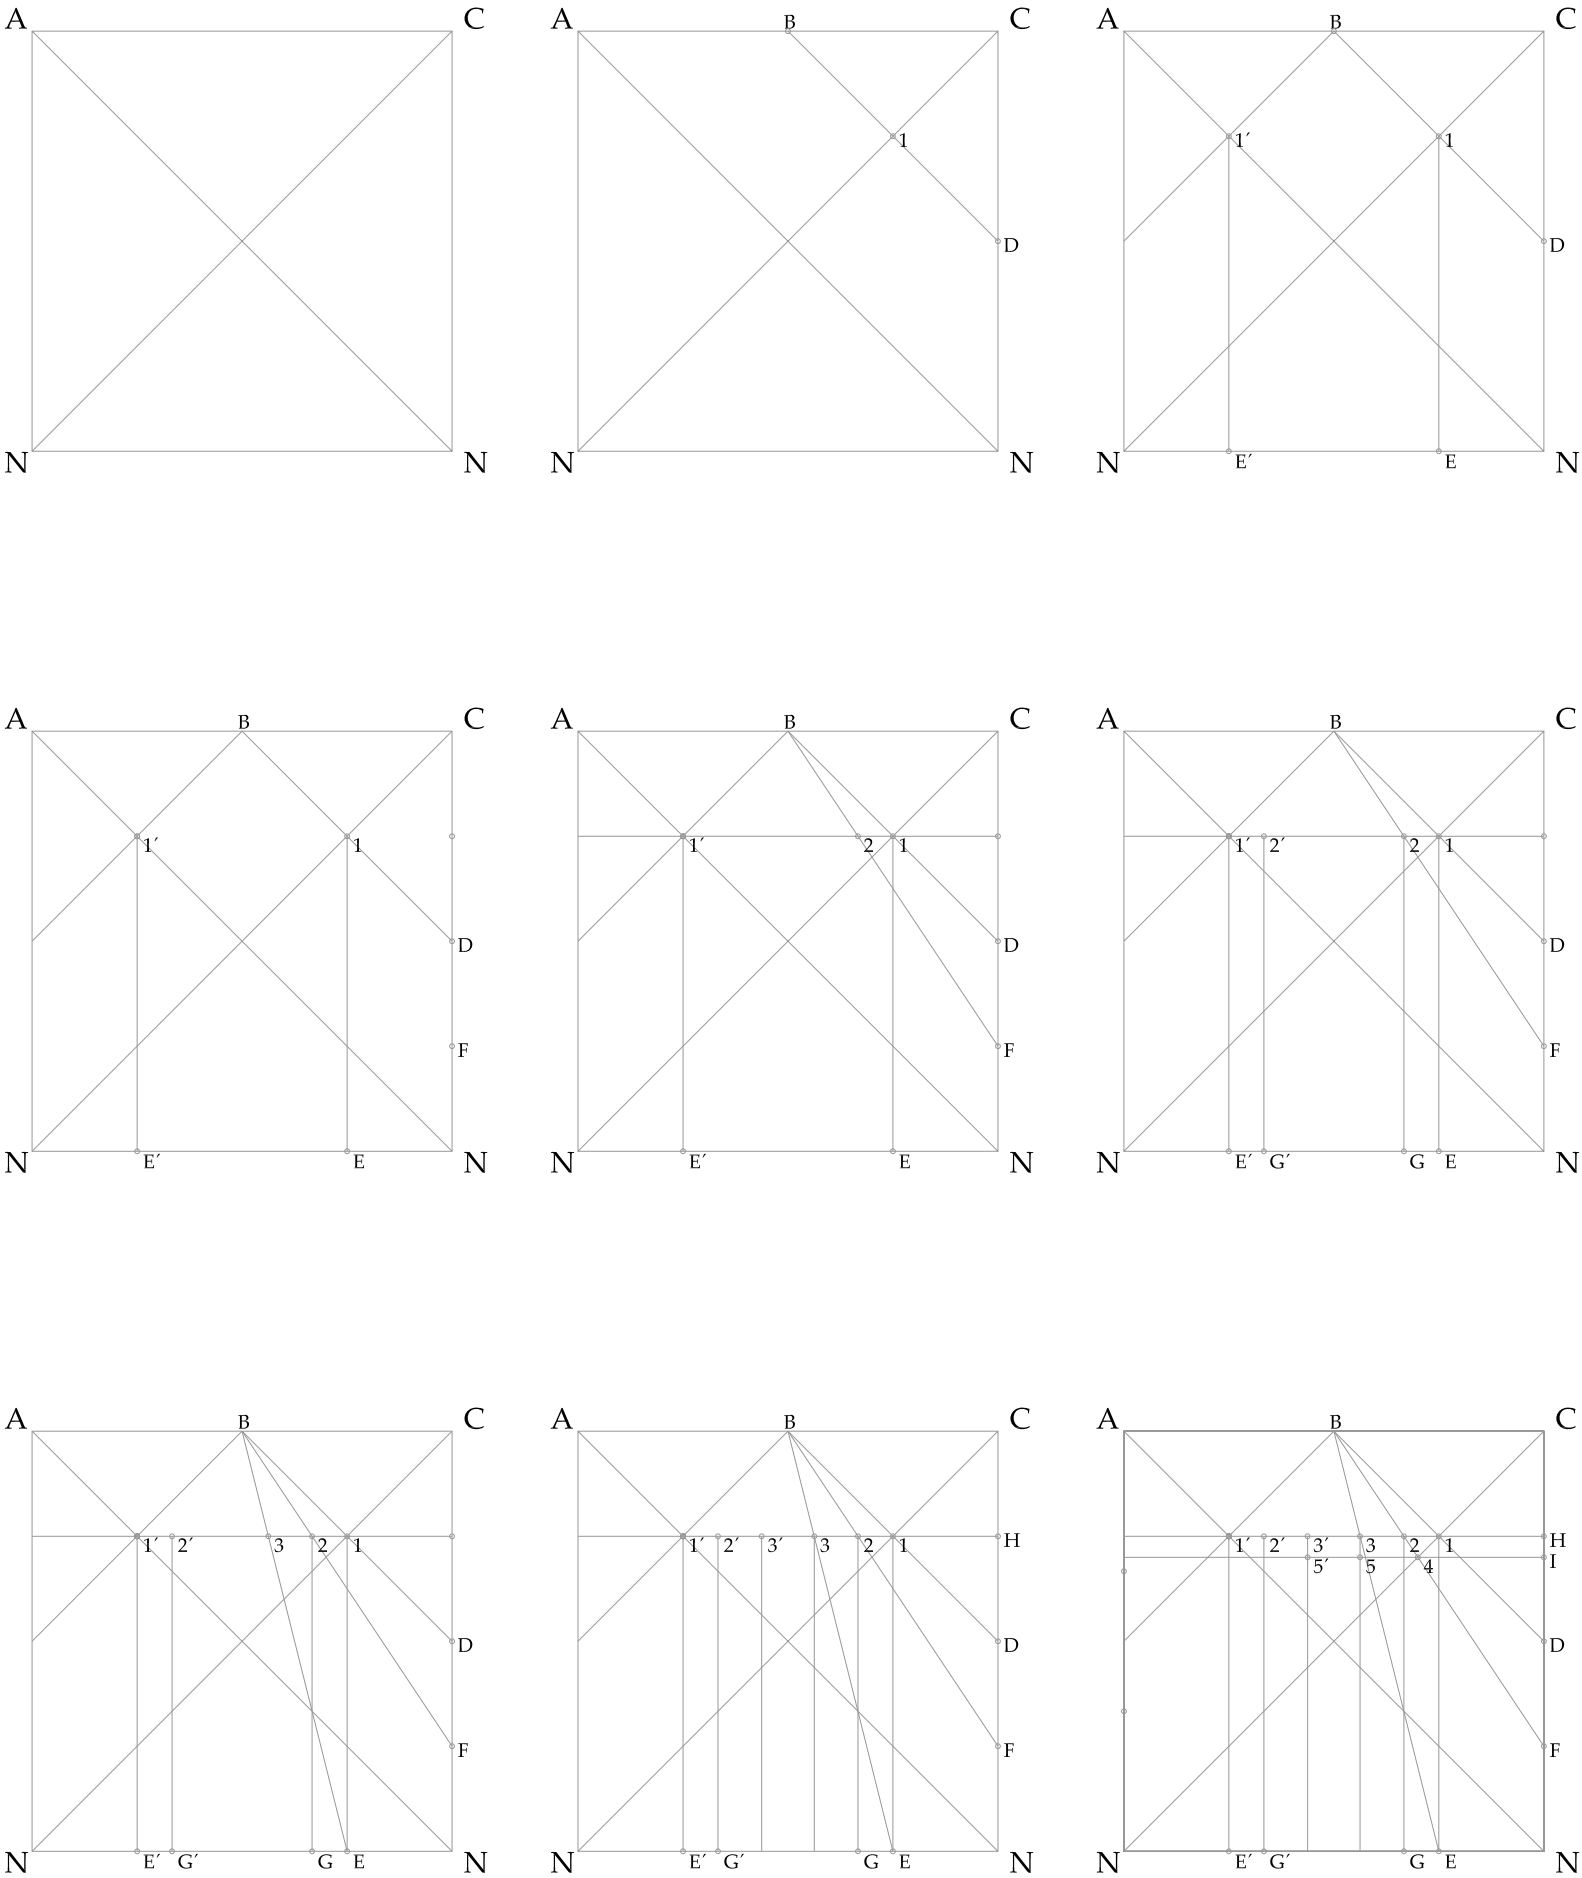 A C A B C A B C
1 1´ 1
D D
N N N N N E´ E N
A B C A B C A B C
1´ 1 1´ 2 1 1´ 2´ 2 1
D D D
F F F
N E´ E N N E´ E N N E´ G´ G E N
A B C A B C A B C
1´ 2´ 3 2 1 1´ 2´ 3´ 3 2 1 H 1´ 2´ 3´ 3 2 1 H
5´ 5 4 I
D D D
F F F
N E´ G´ G E N N E´ G´ G E N N E´ G´ G E N